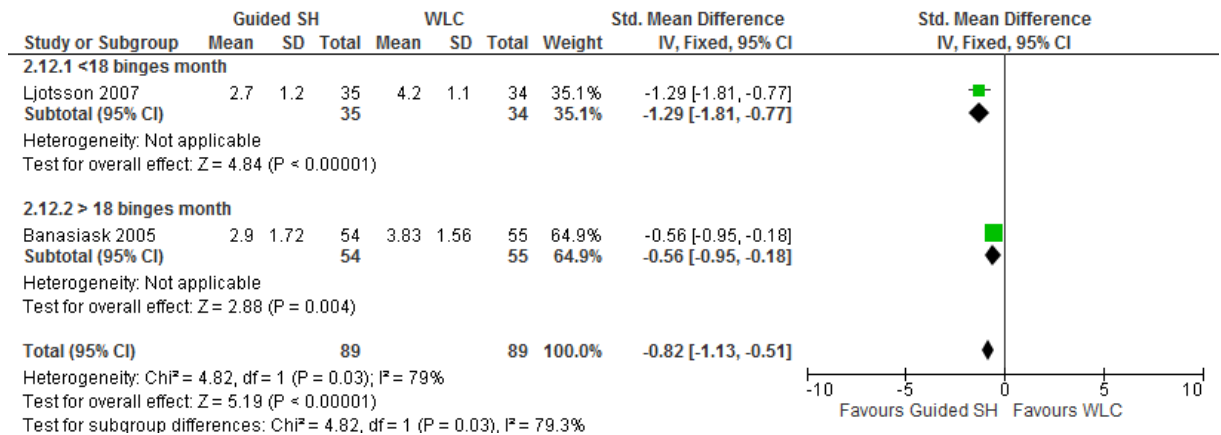 Guided SH WLC Std. Mean Difference Std. Mean Difference
Study or Subgroup Mean SD Total Mean SD Total Weight IV, Fixed, 95% CI IV, Fixed, 95% CI
2.12.1 <18 binges month
Ljotsson 2007 2.7 1.2 35 4.2 1.1 34 35.1% -1.29 [-1.81, -0.77]
Subtotal (95% CI) 35 34 35.1% -1.29 [-1.81, -0.77]
Heterogeneity: Not applicable
Test for overall effect: Z = 4.84 (P < 0.00001)
2.12.2 > 18 binges month
Banasiask 2005 2.9 1.72 54 3.83 1.56 55 64.9% -0.56 [-0.95, -0.18]
Subtotal (95% CI) 54 55 64.9% -0.56 [-0.95, -0.18]
Heterogeneity: Not applicable
Test for overall effect: Z = 2.88 (P = 0.004)
Total (95% CI) 89 89 100.0% -0.82 [-1.13, -0.51]
Heterogeneity: Chi² = 4.82, df = 1 (P = 0.03); I² = 79%
Test for overall effect: Z = 5.19 (P < 0.00001)
Test for subgroup differences: Chi² = 4.82, df = 1 (P = 0.03), I² = 79.3%
-10 -5 0 5 10
Favours Guided SH Favours WLC